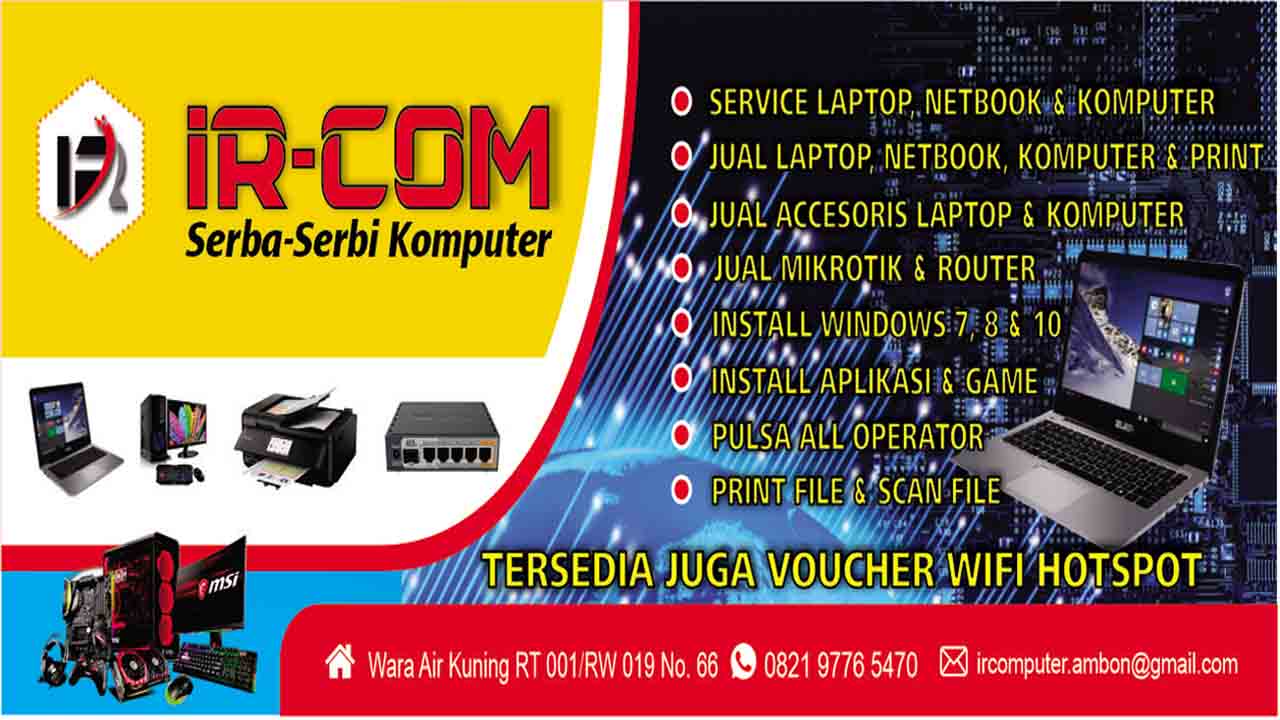 iR-COM
Serba-Serbi Komputer
SERVICE LAPTOP, NETBOOK & KOMPUTER
JUAL LAPTOP, NETBOOK, KOMPUTER & PRINT
JUAL ACCESORIS LAPTOP & KOMPUTER
JUAL MIKROTIK & ROUTER
INSTALL WINDOWS 7, 8 & 10
INSTALL APLIKASI & GAME
PULSA ALL OPERATOR
PRINT FILE & SCAN FILE
TERSEDIA JUGA VOUCHER WIFI HOTSPOT
msi
Wara Air Kuning RT 001/RW 019 No. 66
0821 9776 5470
ircomputer.ambon@gmail.com